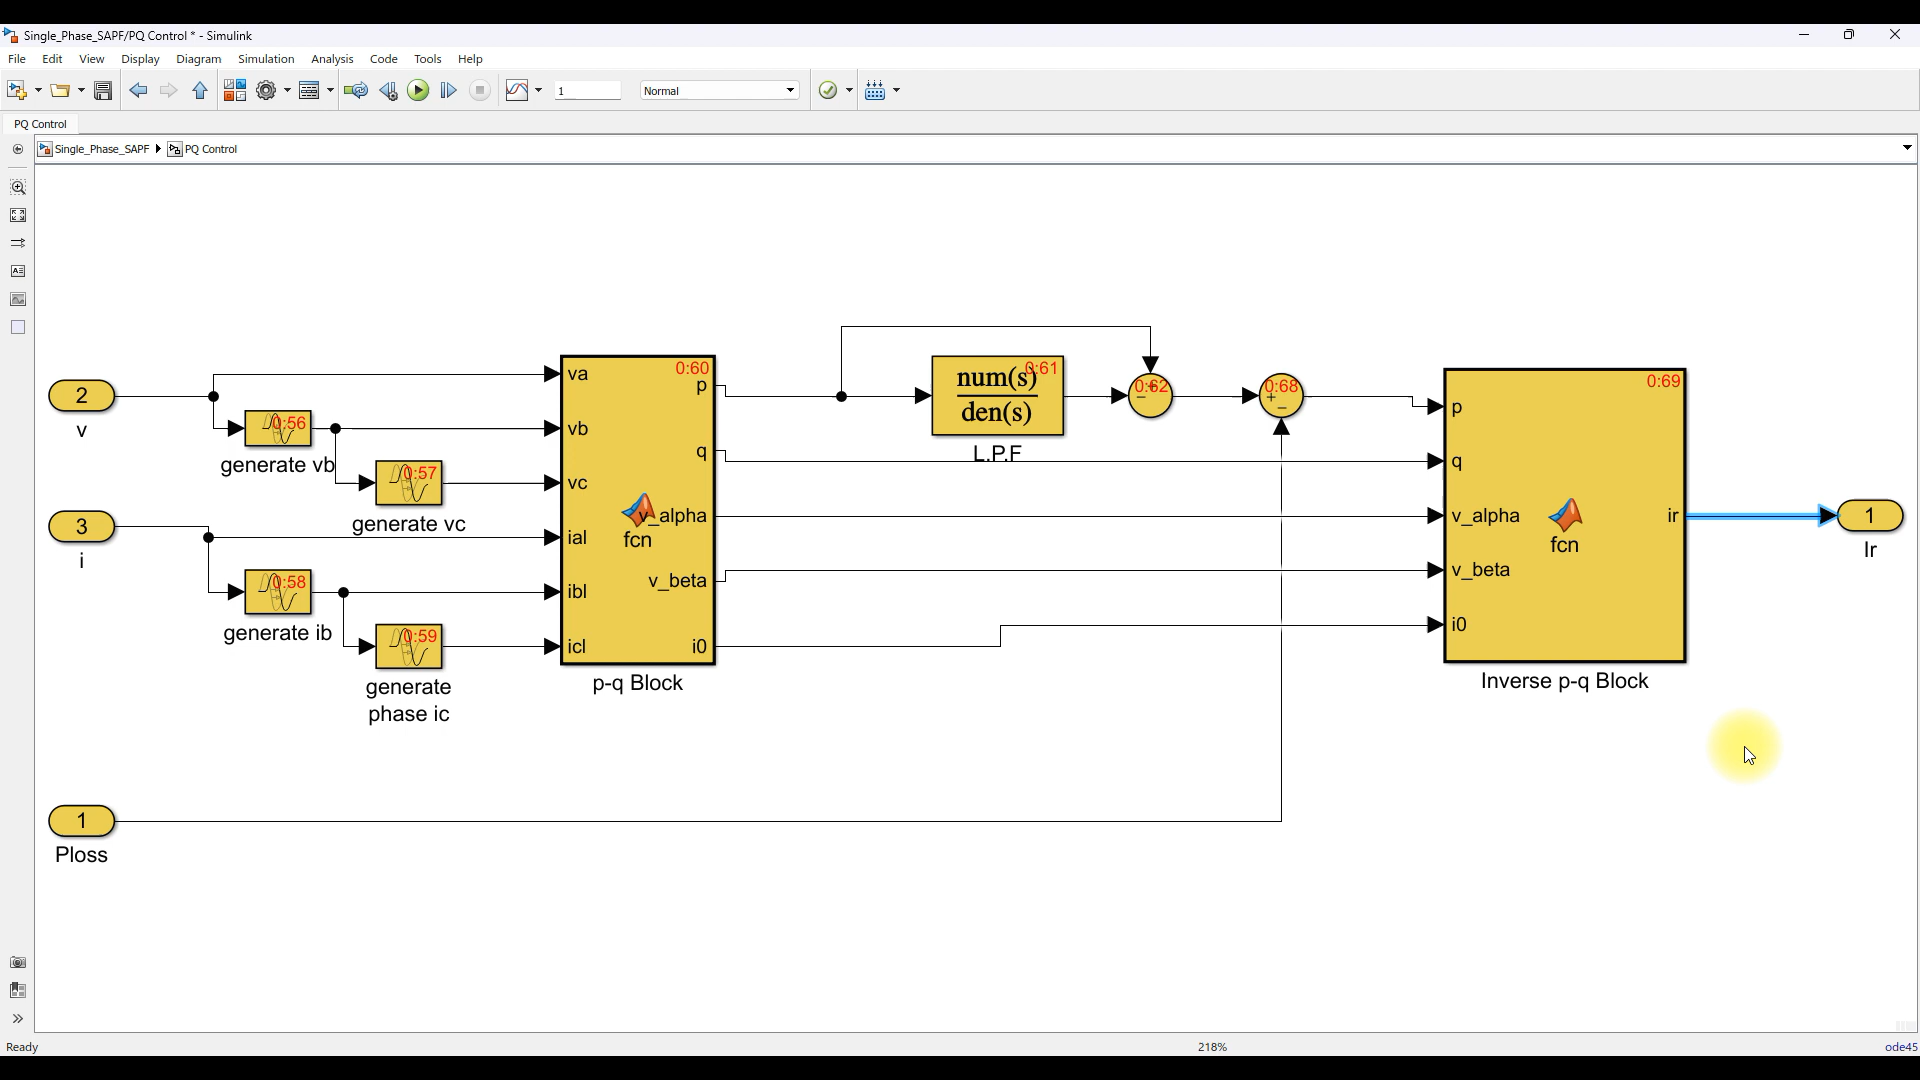 Single_Phase_SAPF/PQ Control * - Simulink
File Edit View Display Diagram Simulation Analysis Code Tools Help
1 Normal
PQ Control
Single_Phase_SAPF PQ Control
2
v
0:56
generate vb
0:57
generate vc
3
i
0:58
generate ib
0:59
generate
phase ic
1
Ploss
0:60
va
vb
vc
ial
ibl
icl
fcn
p
q
v_alpha
v_beta
i0
p-q Block
0:61
num(s)
den(s)
L.P.F
0:62
+
−
0:68
+
−
0:69
p
q
v_alpha
v_beta
i0
fcn
ir
Inverse p-q Block
1
Ir
Ready 218% ode45